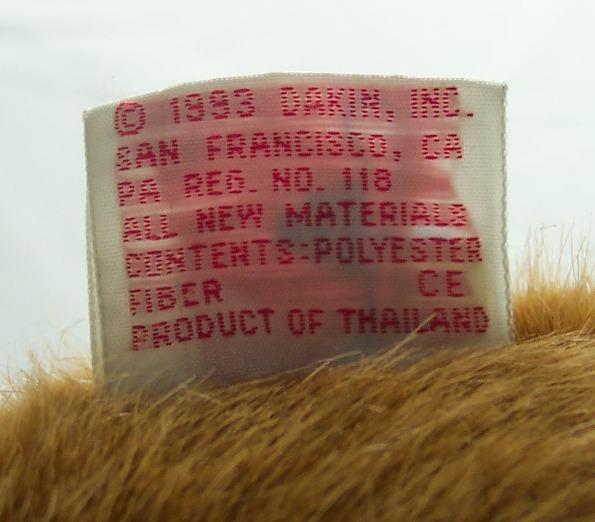 © 1993 DAKIN, INC.
SAN FRANCISCO, CA
PA REG. NO. 118
ALL NEW MATERIALS
CONTENTS:POLYESTER
FIBER CE
PRODUCT OF THAILAND